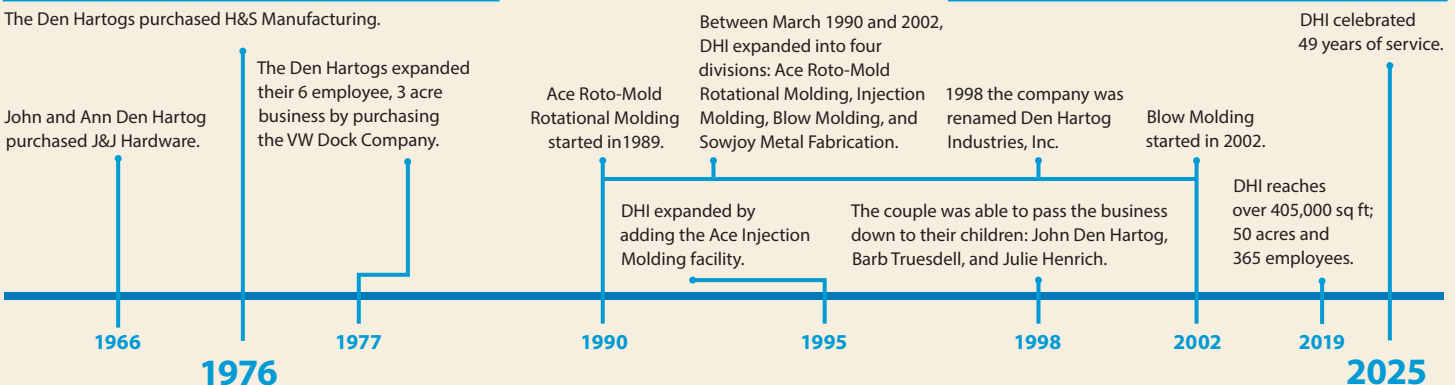 The Den Hartogs purchased H&S Manufacturing.
John and Ann Den Hartog
purchased J&J Hardware.
The Den Hartogs expanded
their 6 employee, 3 acre
business by purchasing
the VW Dock Company.
Ace Roto-Mold
Rotational Molding
started in1989.
Between March 1990 and 2002,
DHI expanded into four
divisions: Ace Roto-Mold
Rotational Molding, Injection
Molding, Blow Molding, and
Sowjoy Metal Fabrication.
1998 the company was
renamed Den Hartog
Industries, Inc.
Blow Molding
started in 2002.
DHI celebrated
49 years of service.
DHI expanded by
adding the Ace Injection
Molding facility.
The couple was able to pass the business
down to their children: John Den Hartog,
Barb Truesdell, and Julie Henrich.
DHI reaches
over 405,000 sq ft;
50 acres and
365 employees.
1966
1976
1977
1990
1995
1998
2002
2019
2025